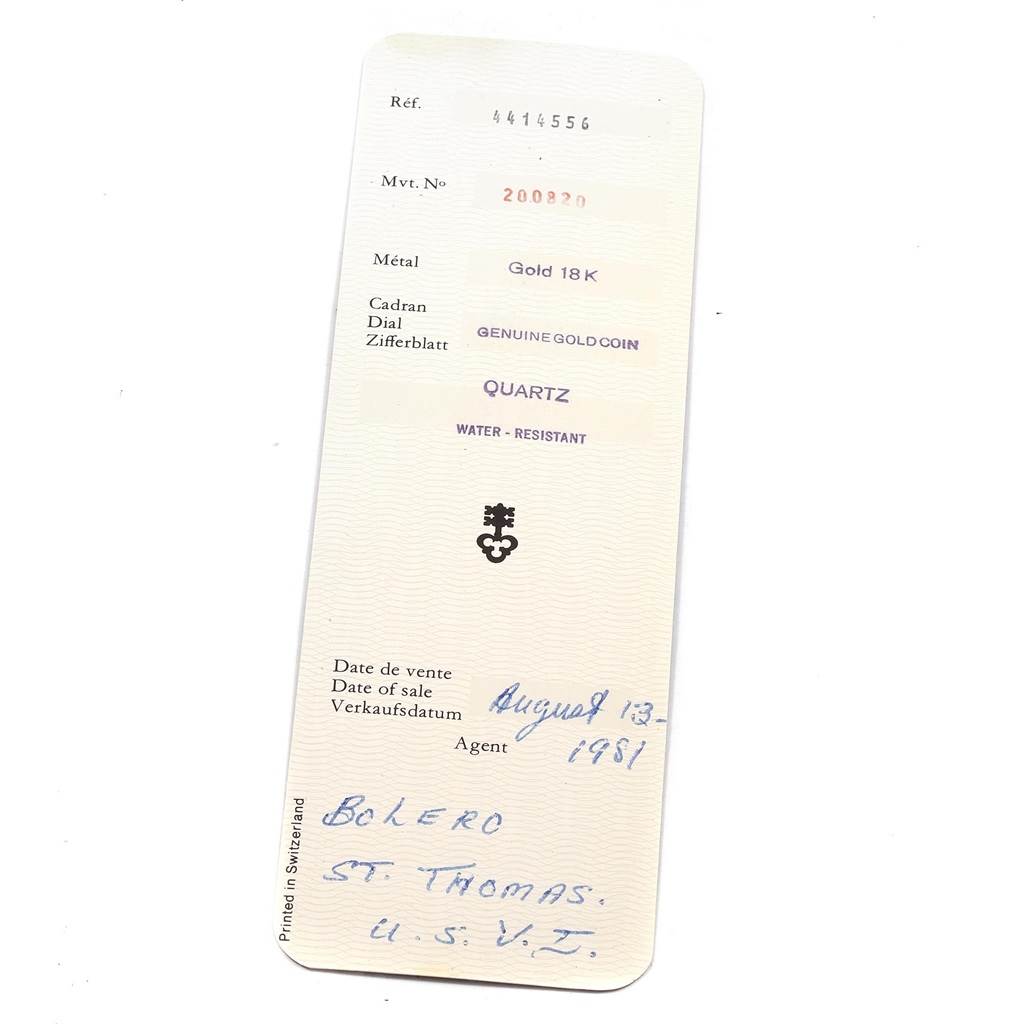 Réf. 4414556
Mvt. Nº 200820
Métal Gold 18 K
Cadran
Dial
Zifferblatt GENUINE GOLD COIN
QUARTZ
WATER - RESISTANT
Date de vente
Date of sale
Verkaufsdatum August 13-
Agent 1981
BOLERO
ST. THOMAS.
U. S. V. I.
Printed in Switzerland